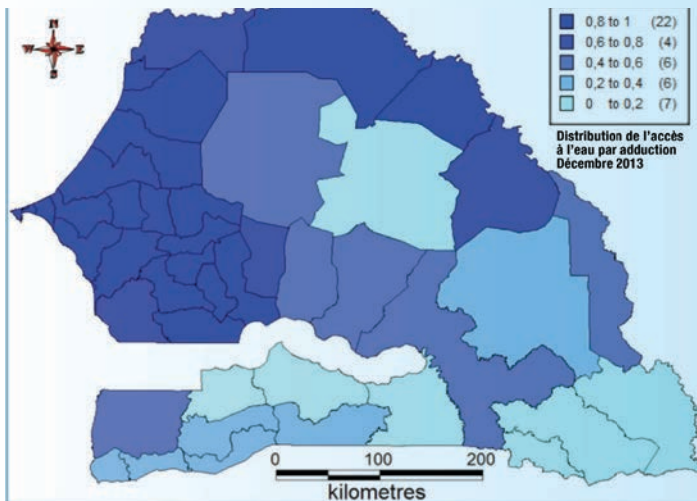 N
W E
S
0,8 to 1 (22)
0,6 to 0,8 (4)
0,4 to 0,6 (6)
0,2 to 0,4 (6)
0 to 0,2 (7)
Distribution de l'accès
à l'eau par adduction
Décembre 2013
0 100 200
kilometres